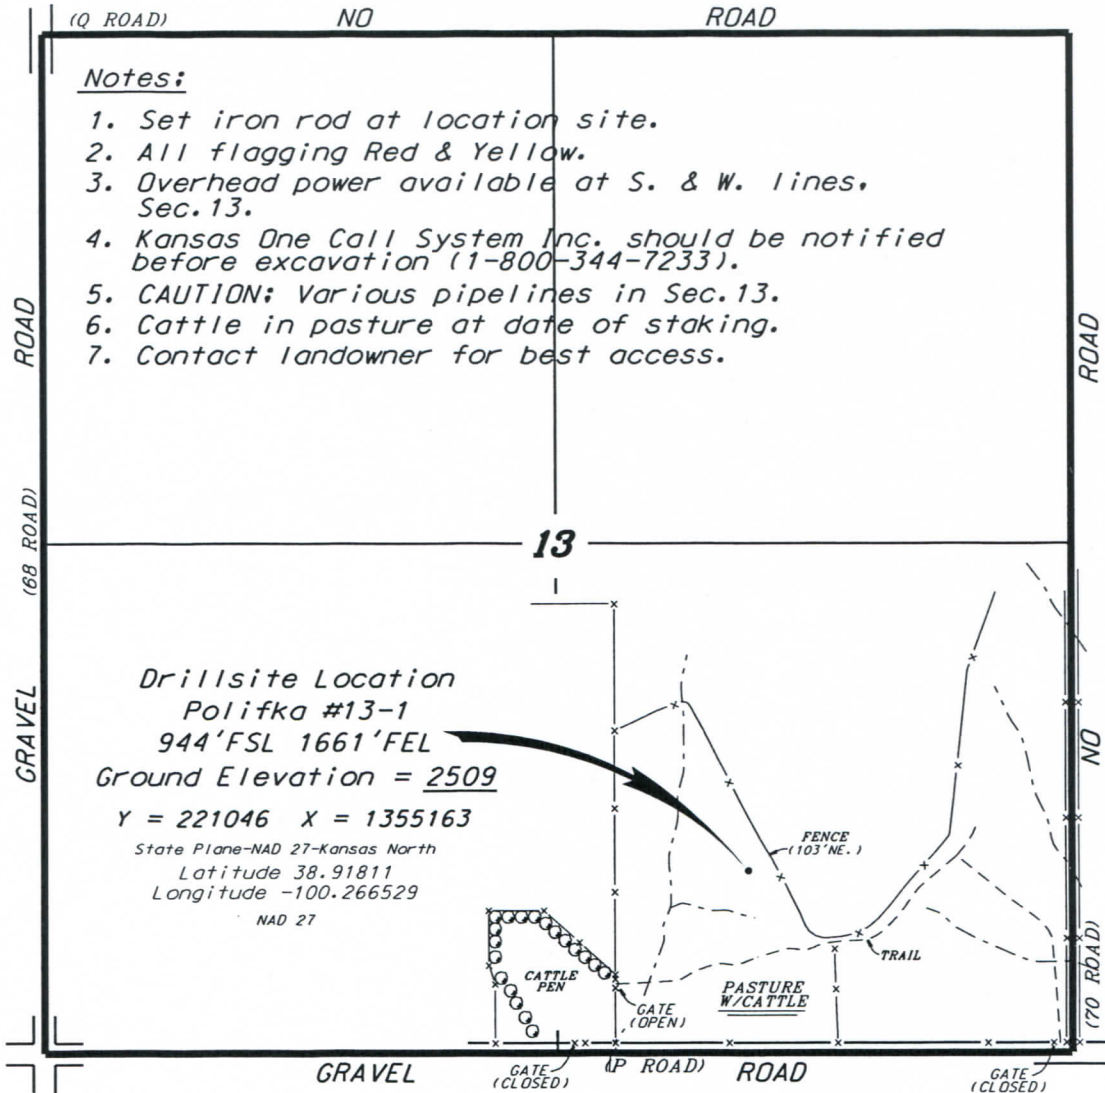 (Q ROAD) NO ROAD
Notes:
1. Set iron rod at location site.
2. All flagging Red & Yellow.
3. Overhead power available at S. & W. lines,
Sec.13.
4. Kansas One Call System Inc. should be notified
before excavation (1-800-344-7233).
5. CAUTION: Various pipelines in Sec.13.
6. Cattle in pasture at date of staking.
7. Contact landowner for best access.
ROAD
(68 ROAD)
GRAVEL
ROAD
NO
(70 ROAD)
13
Drillsite Location
Polifka #13-1
944'FSL 1661'FEL
Ground Elevation = 2509
Y = 221046 X = 1355163
State Plane-NAD 27-Kansas North
Latitude 38.91811
Longitude -100.266529
NAD 27
FENCE
(103'NE.)
TRAIL
CATTLE
PEN
GATE
(OPEN)
PASTURE
W/CATTLE
GRAVEL
GATE
(CLOSED)
(P ROAD)
ROAD
GATE
(CLOSED)